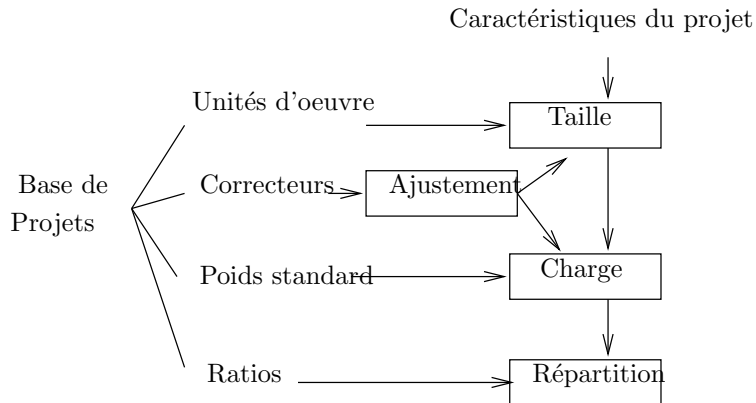 Caractéristiques du projet
Unités d'oeuvre
Taille
Base de
Projets
Correcteurs
Ajustement
Poids standard
Charge
Ratios
Répartition